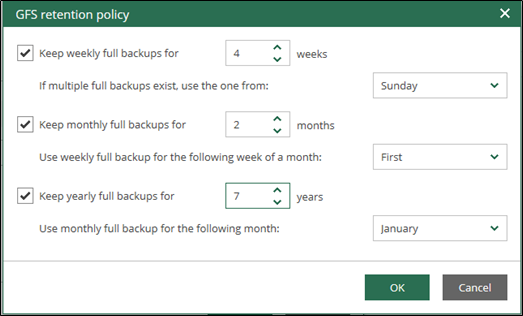 GFS retention policy
Keep weekly full backups for 4 weeks
If multiple full backups exist, use the one from: Sunday
Keep monthly full backups for 2 months
Use weekly full backup for the following week of a month: First
Keep yearly full backups for 7 years
Use monthly full backup for the following month: January
OK Cancel